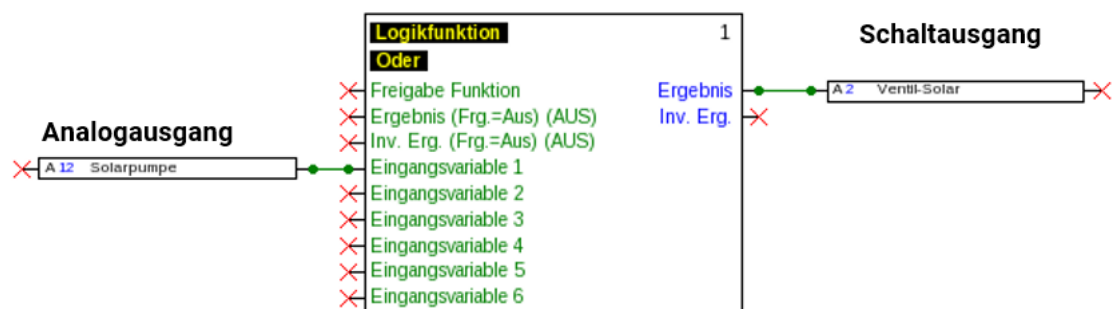 Logikfunktion 1
Oder
Schaltausgang
Freigabe Funktion Ergebnis
A 2 Ventil-Solar
Ergebnis (Frg.=Aus) (AUS) Inv. Erg.
Analogausgang
Inv. Erg. (Frg.=Aus) (AUS)
A 12 Solarpumpe
Eingangsvariable 1
Eingangsvariable 2
Eingangsvariable 3
Eingangsvariable 4
Eingangsvariable 5
Eingangsvariable 6